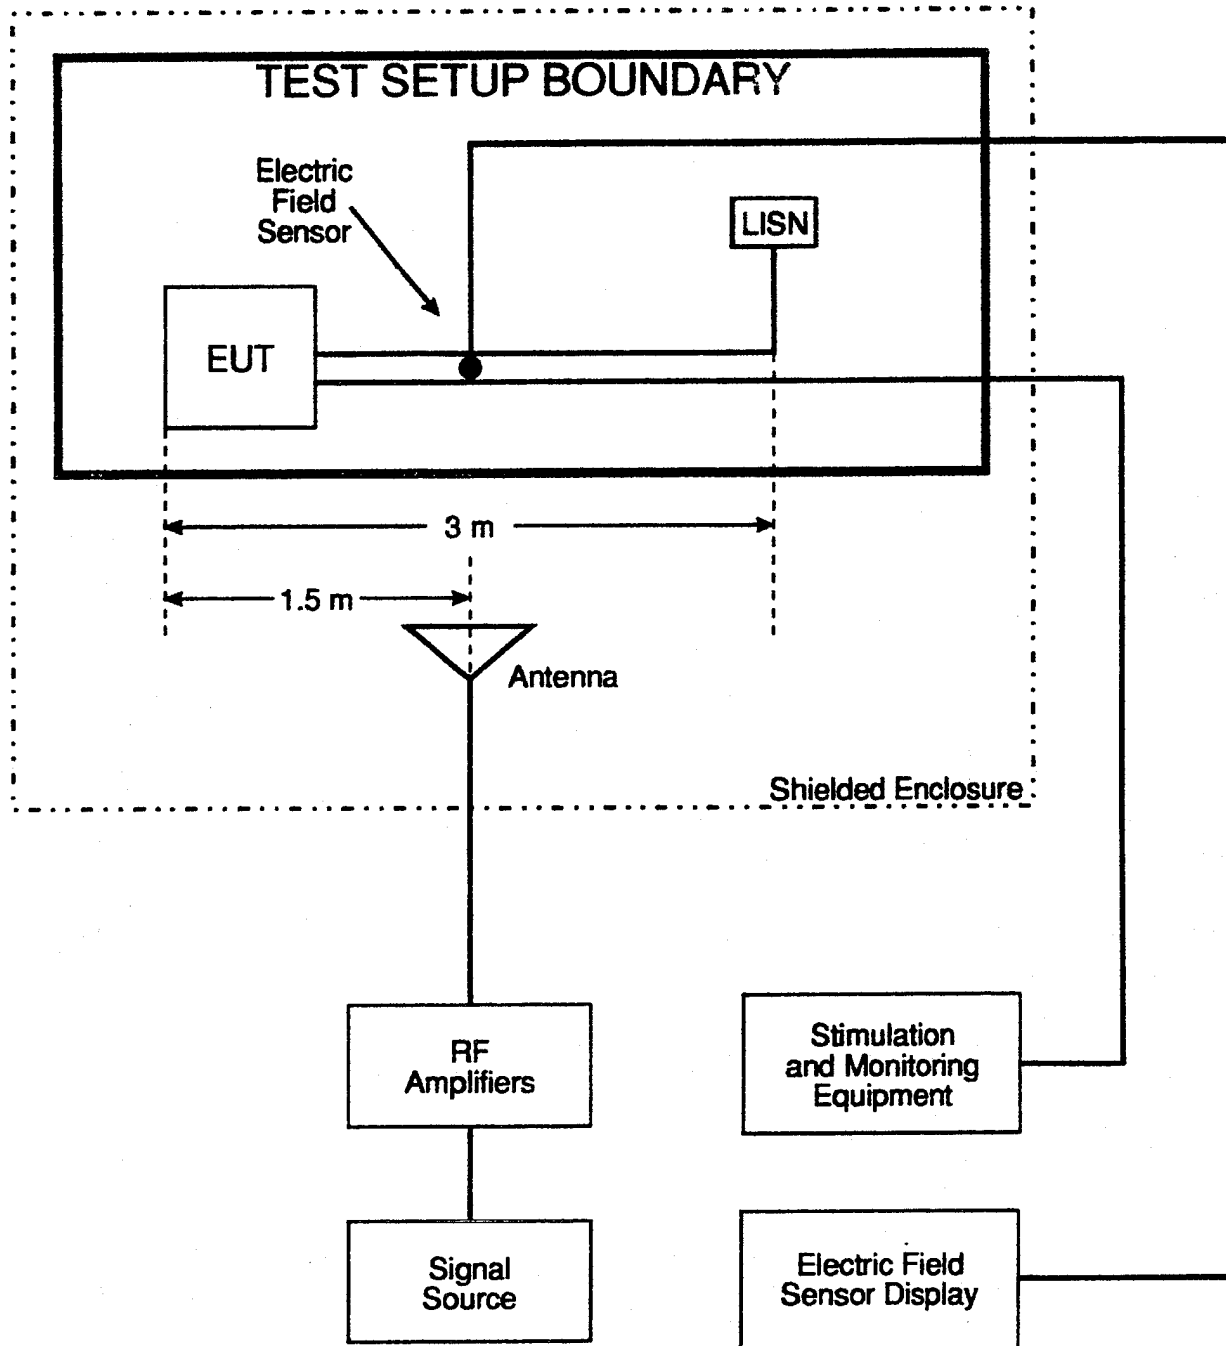 TEST SETUP BOUNDARY
Electric
Field
Sensor
LISN
EUT
3 m
1.5 m
Antenna
Shielded Enclosure
RF
Amplifiers
Stimulation
and Monitoring
Equipment
Signal
Source
Electric Field
Sensor Display